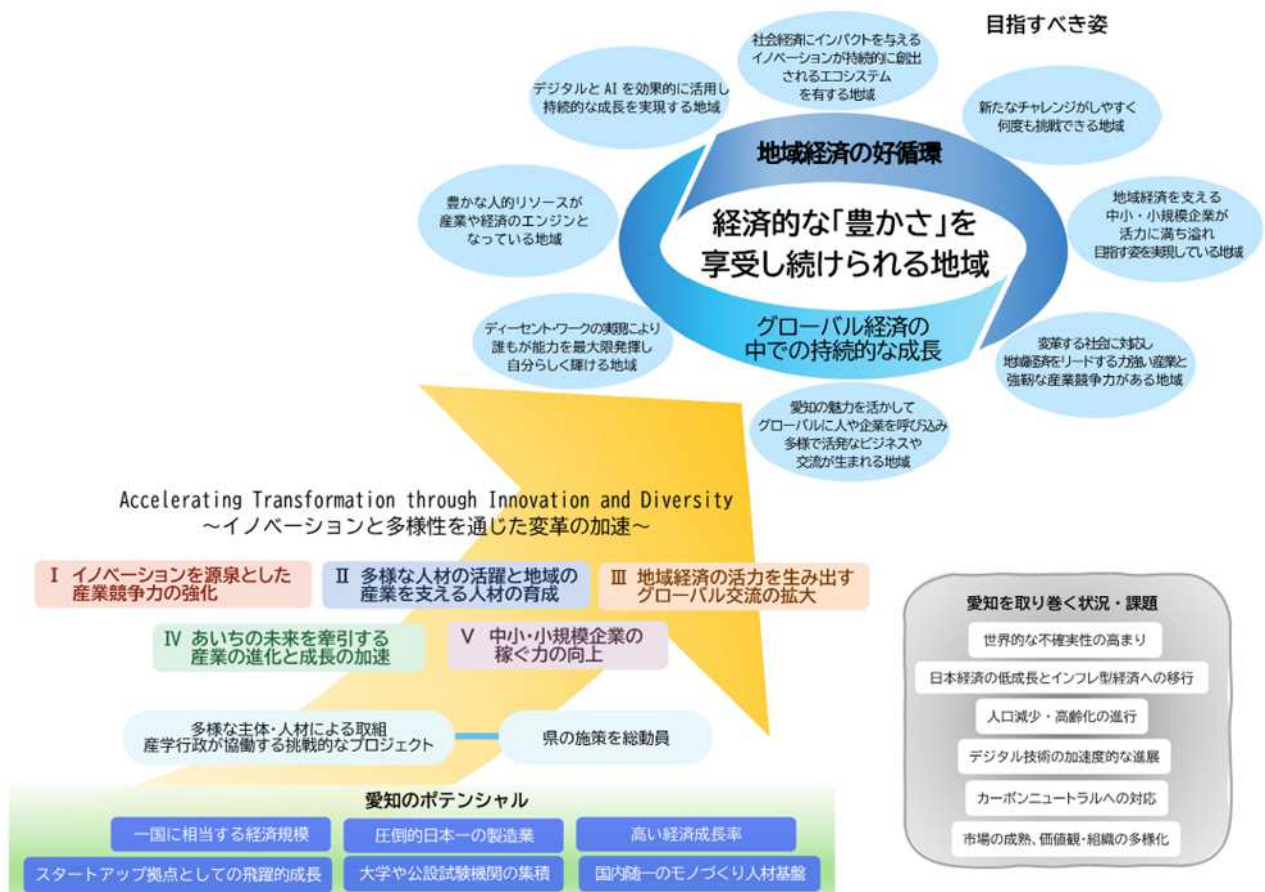 目指すべき姿
社会経済にインパクトを与える
イノベーションが持続的に創出
されるエコシステム
を有する地域
デジタルと AI を効果的に活用し
持続的な成長を実現する地域
新たなチャレンジがしやすく
何度も挑戦できる地域
地域経済の好循環
豊かな人的リソースが
産業や経済のエンジンと
なっている地域
経済的な「豊かさ」を
享受し続けられる地域
地域経済を支える
中小・小規模企業が
活力に満ち溢れ
目指す姿を実現している地域
グローバル経済の
中での持続的な成長
ディーセント・ワークの実現により
誰もが能力を最大限発揮し
自分らしく輝ける地域
変革する社会に対応し
地域経済をリードする力強い産業と
強靭な産業競争力がある地域
愛知の魅力を活かして
グローバルに人や企業を呼び込み
多様で活発なビジネスや
交流が生まれる地域
Accelerating Transformation through Innovation and Diversity
～イノベーションと多様性を通じた変革の加速～
Ⅰ イノベーションを源泉とした
産業競争力の強化
Ⅱ 多様な人材の活躍と地域の
産業を支える人材の育成
Ⅲ 地域経済の活力を生み出す
グローバル交流の拡大
Ⅳ あいちの未来を牽引する
産業の進化と成長の加速
Ⅴ 中小・小規模企業の
稼ぐ力の向上
多様な主体・人材による取組
産学行政が協働する挑戦的なプロジェクト
県の施策を総動員
愛知のポテンシャル
一国に相当する経済規模
圧倒的日本一の製造業
高い経済成長率
スタートアップ拠点としての飛躍的成長
大学や公設試験機関の集積
国内随一のモノづくり人材基盤
愛知を取り巻く状況・課題
世界的な不確実性の高まり
日本経済の低成長とインフレ型経済への移行
人口減少・高齢化の進行
デジタル技術の加速度的な進展
カーボンニュートラルへの対応
市場の成熟、価値観・組織の多様化